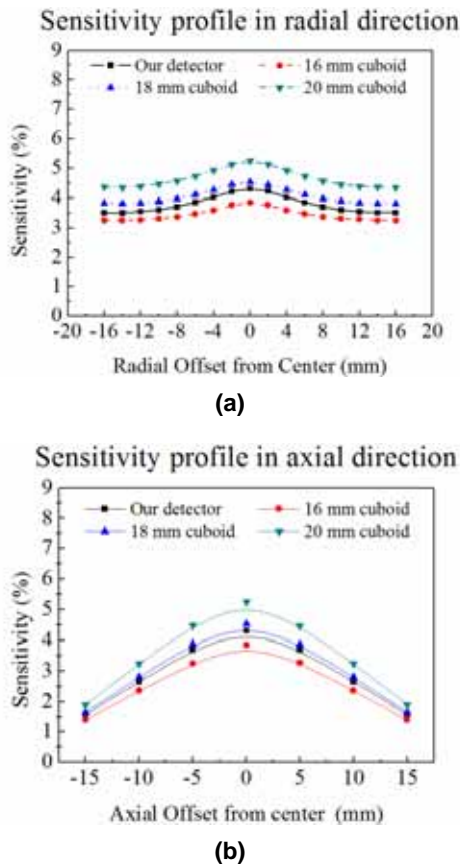 Sensitivity profile in radial direction
Our detector 16 mm cuboid
18 mm cuboid 20 mm cuboid
Sensitivity (%)
9
8
7
6
5
4
3
2
1
0
-20 -16 -12 -8 -4 0 4 8 12 16 20
Radial Offset from Center (mm)
(a)
Sensitivity profile in axial direction
Our detector 16 mm cuboid
18 mm cuboid 20 mm cuboid
Sensitivity (%)
9
8
7
6
5
4
3
2
1
0
-15 -10 -5 0 5 10 15
Axial Offset from center (mm)
(b)